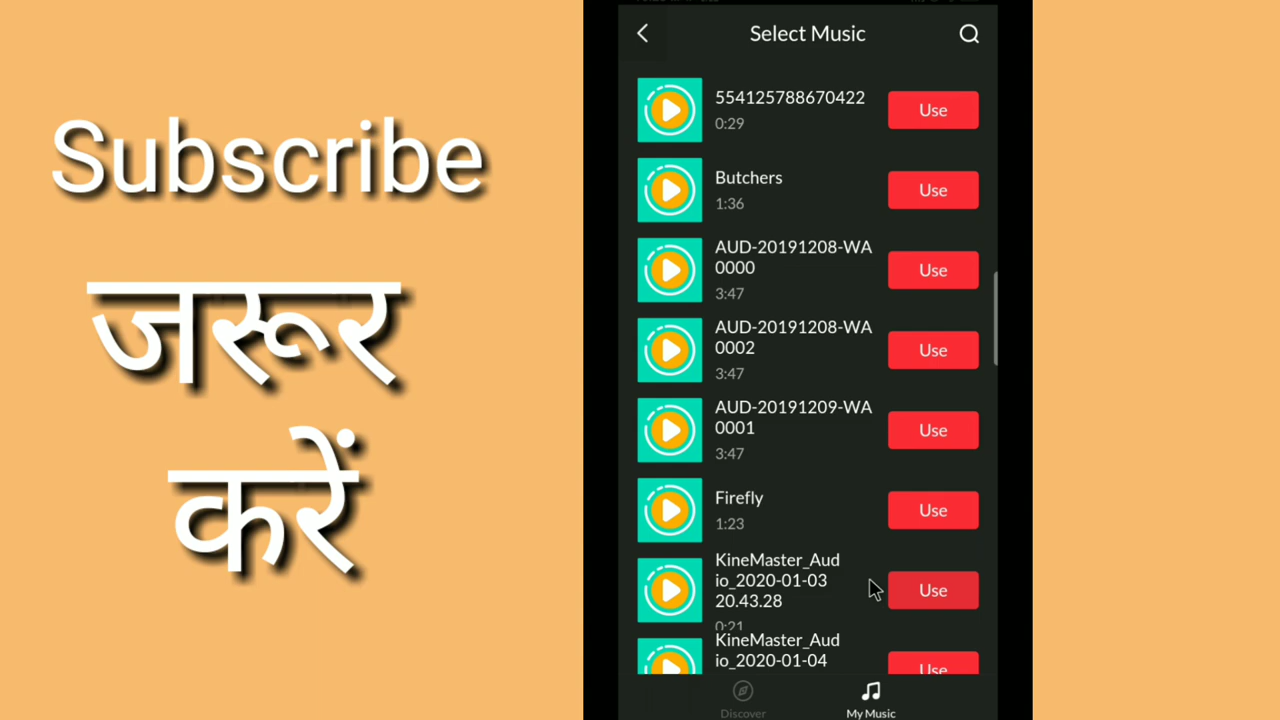 Subscribe
जरूर
करें
Select Music
554125788670422
0:29
Use
Butchers
1:36
Use
AUD-20191208-WA
0000
3:47
Use
AUD-20191208-WA
0002
3:47
Use
AUD-20191209-WA
0001
3:47
Use
Firefly
1:23
Use
KineMaster_Aud
io_2020-01-03
20.43.28
0:21
Use
KineMaster_Aud
io_2020-01-04
Use
Discover
My Music